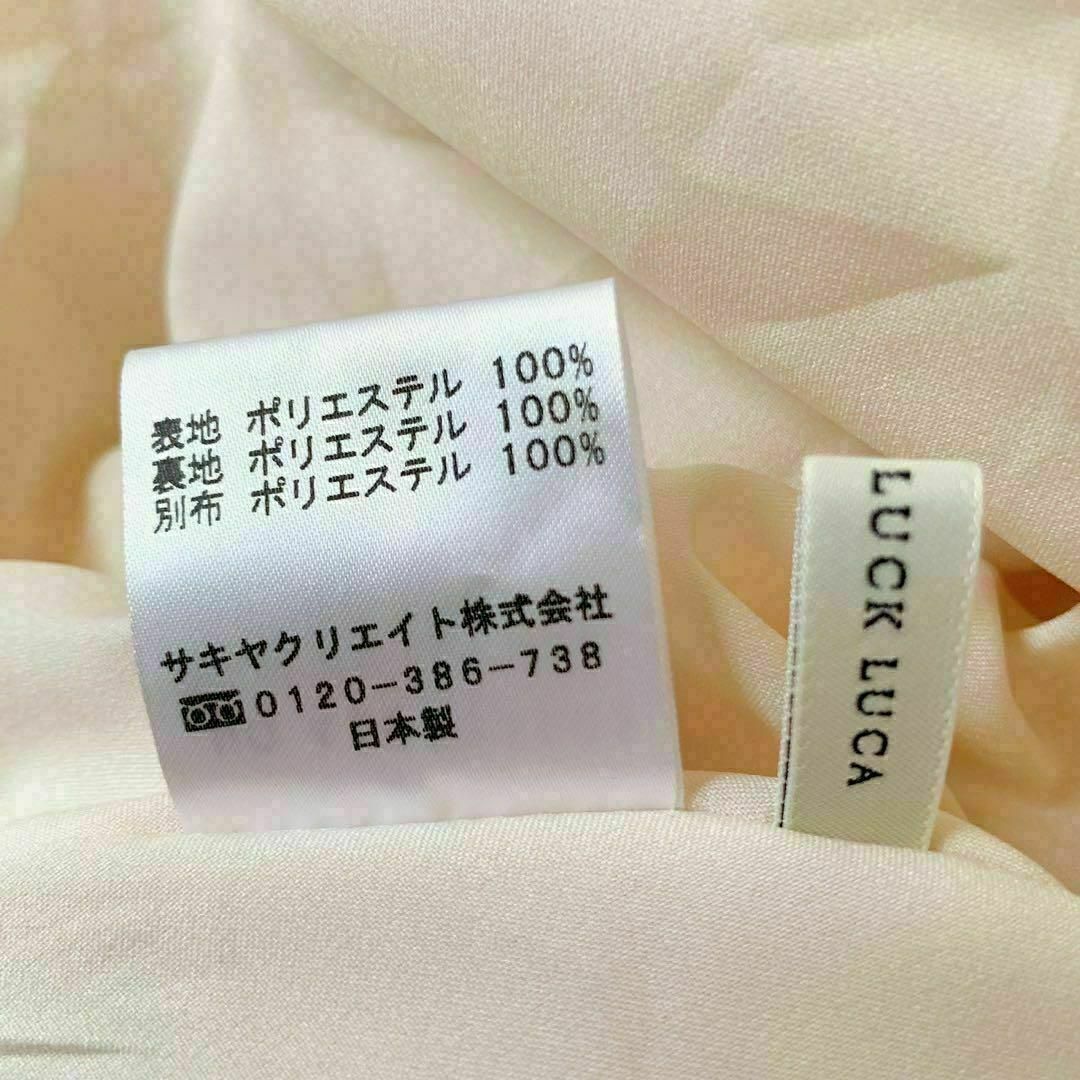 表地 ポリエステル 100%
裏地 ポリエステル 100%
別布 ポリエステル 100%
サキヤクリエイト株式会社
0120-386-738
日本製
LUCK LUCA